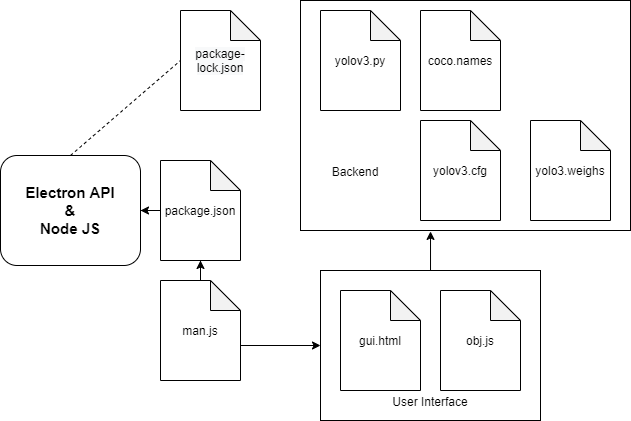 package-
lock.json
yolov3.py
coco.names
Backend
yolov3.cfg
yolo3.weighs
Electron API
&
Node JS
package.json
man.js
gui.html
obj.js
User Interface